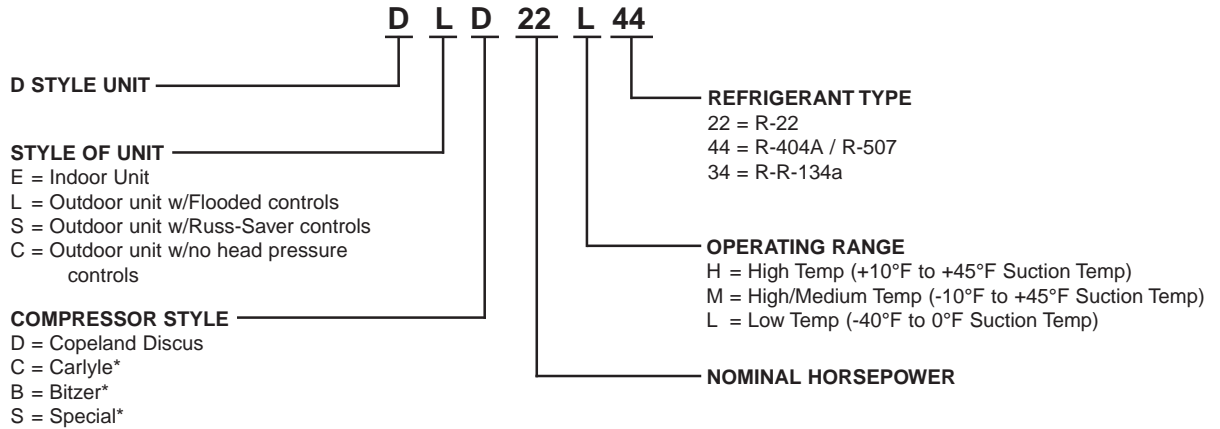 D L D 22 L 44
D STYLE UNIT
STYLE OF UNIT
E = Indoor Unit
L = Outdoor unit w/Flooded controls
S = Outdoor unit w/Russ-Saver controls
C = Outdoor unit w/no head pressure
controls
COMPRESSOR STYLE
D = Copeland Discus
C = Carlyle*
B = Bitzer*
S = Special*
REFRIGERANT TYPE
22 = R-22
44 = R-404A / R-507
34 = R-R-134a
OPERATING RANGE
H = High Temp (+10°F to +45°F Suction Temp)
M = High/Medium Temp (-10°F to +45°F Suction Temp)
L = Low Temp (-40°F to 0°F Suction Temp)
NOMINAL HORSEPOWER